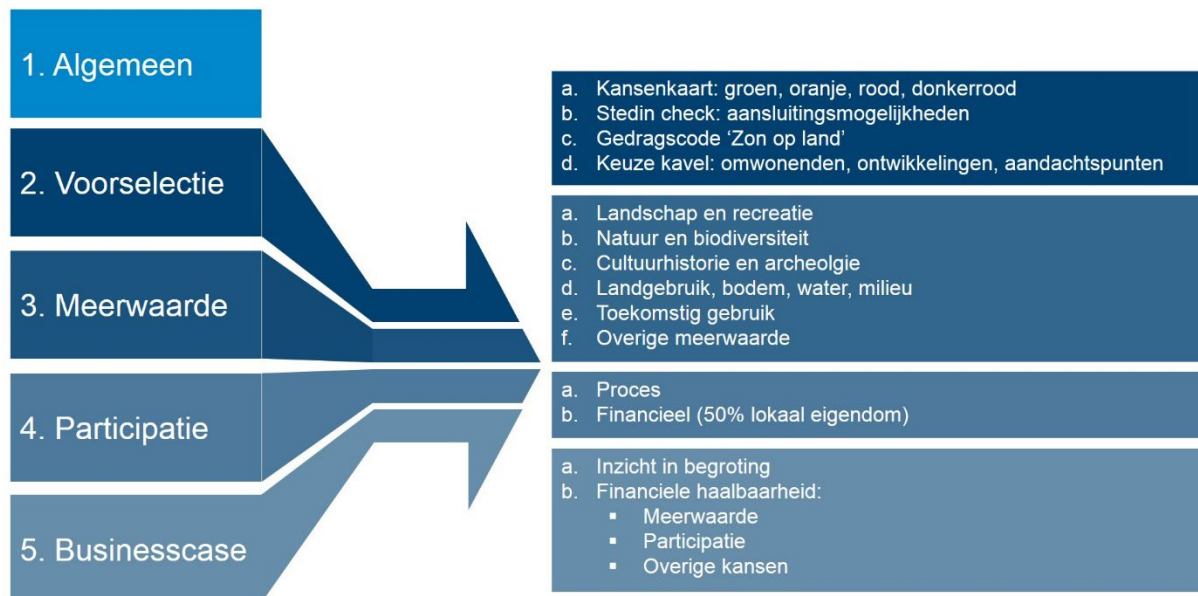 1. Algemeen
2. Voorselectie
3. Meerwaarde
4. Participatie
5. Businesscase
a. Kansenkaart: groen, oranje, rood, donkerrood
b. Stedin check: aansluitingsmogelijkheden
c. Gedragscode ‘Zon op land’
d. Keuze kavel: omwonenden, ontwikkelingen, aandachtspunten
a. Landschap en recreatie
b. Natuur en biodiversiteit
c. Cultuurhistorie en archeolgie
d. Landgebruik, bodem, water, milieu
e. Toekomstig gebruik
f. Overige meerwaarde
a. Proces
b. Financieel (50% lokaal eigendom)
a. Inzicht in begroting
b. Financiele haalbaarheid:
▪ Meerwaarde
▪ Participatie
▪ Overige kansen